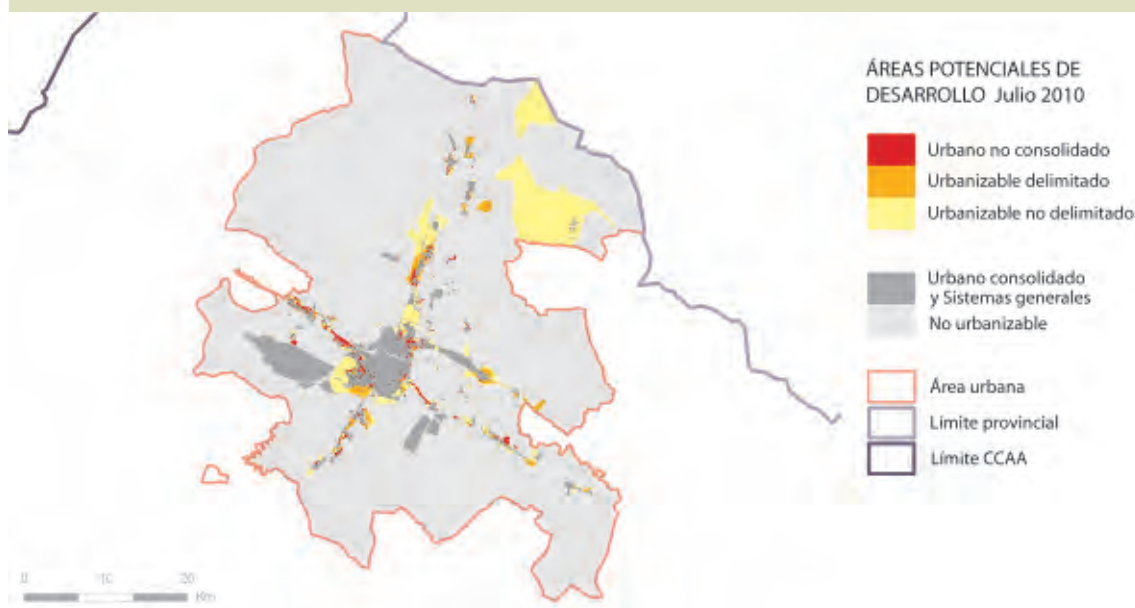 ÁREAS POTENCIALES DE
DESARROLLO Julio 2010
Urbano no consolidado
Urbanizable delimitado
Urbanizable no delimitado
Urbano consolidado
y Sistemas generales
No urbanizable
Área urbana
Límite provincial
Límite CCAA
0 10 20
Km